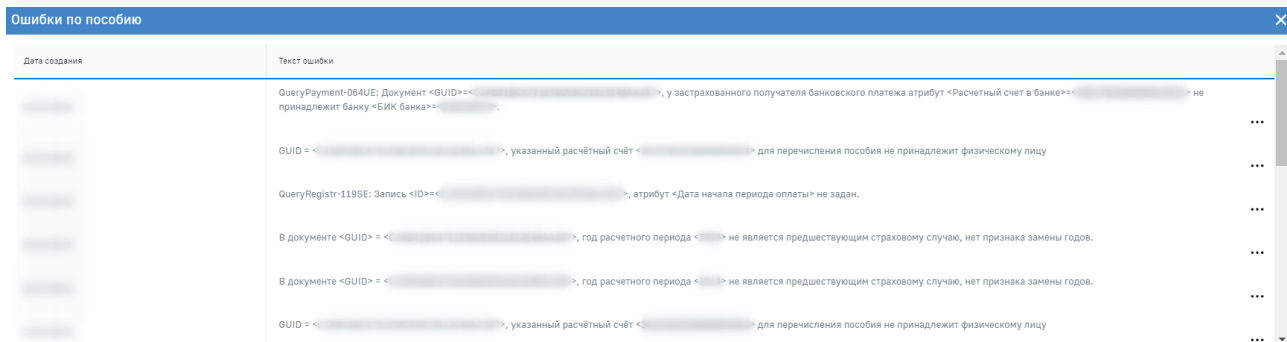 Ошибки по пособию
Дата создания
Текст ошибки
QueryPayment-064UE: Документ <GUID>=< >, у застрахованного получателя банковского платежа атрибут <Расчетный счет в банке>=< > не
принадлежит банку <БИК банка>=< >.
GUID = < >, указанный расчётный счёт < > для перечисления пособия не принадлежит физическому лицу
QueryRegistr-119SE: Запись <ID>=< >, атрибут <Дата начала периода оплаты> не задан.
В документе <GUID> = < >, год расчетного периода < > не является предшествующим страховому случаю, нет признака замены годов.
В документе <GUID> = < >, год расчетного периода < > не является предшествующим страховому случаю, нет признака замены годов.
GUID = < >, указанный расчётный счёт < > для перечисления пособия не принадлежит физическому лицу